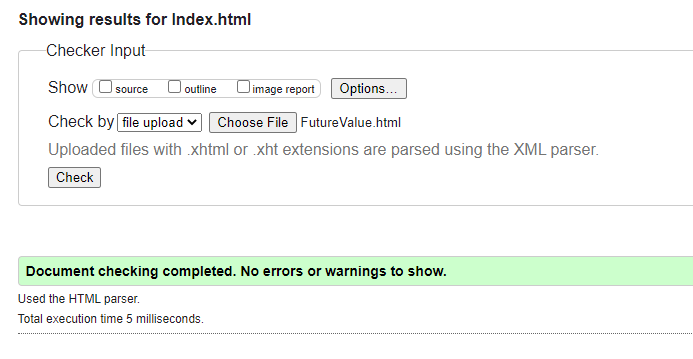 Showing results for Index.html
Checker Input
Show source outline image report Options...
Check by file upload Choose File FutureValue.html
Uploaded files with .xhtml or .xht extensions are parsed using the XML parser.
Check
Document checking completed. No errors or warnings to show.
Used the HTML parser.
Total execution time 5 milliseconds.